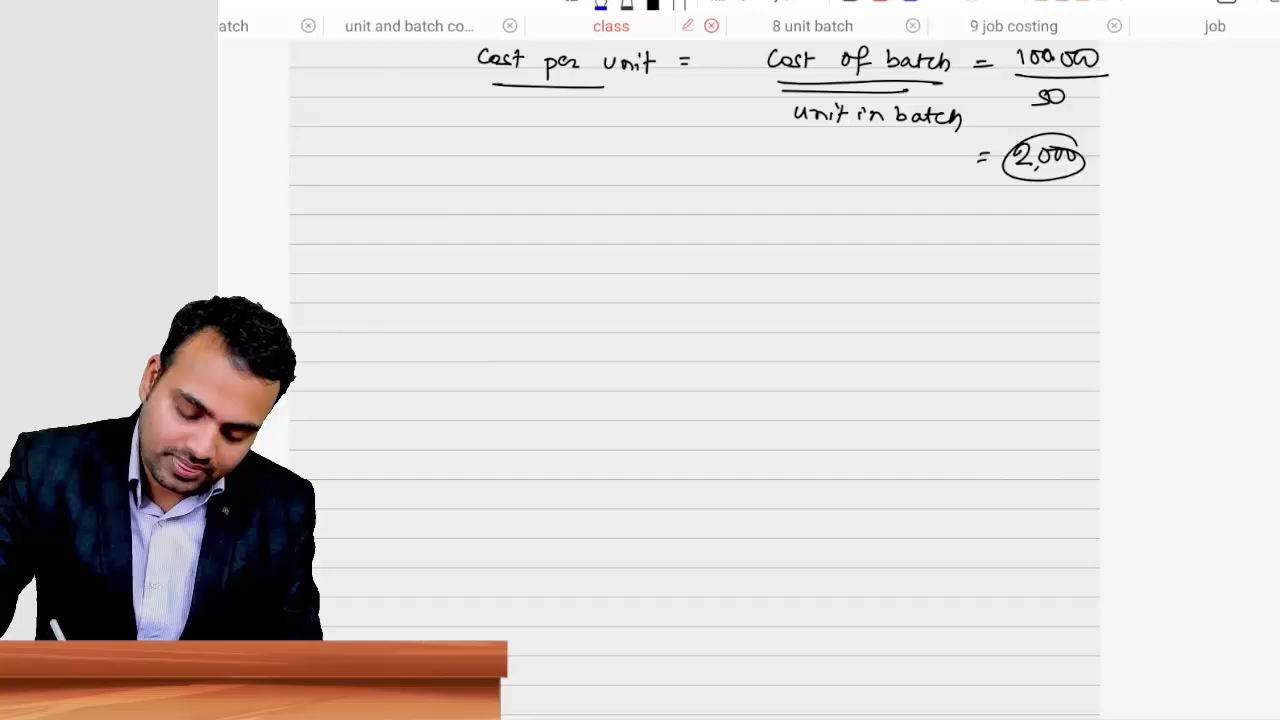 atch unit and batch co... class 8 unit batch 9 job costing job
Cost per unit = Cost of batch = 100000
unit in batch 50
= 2,000